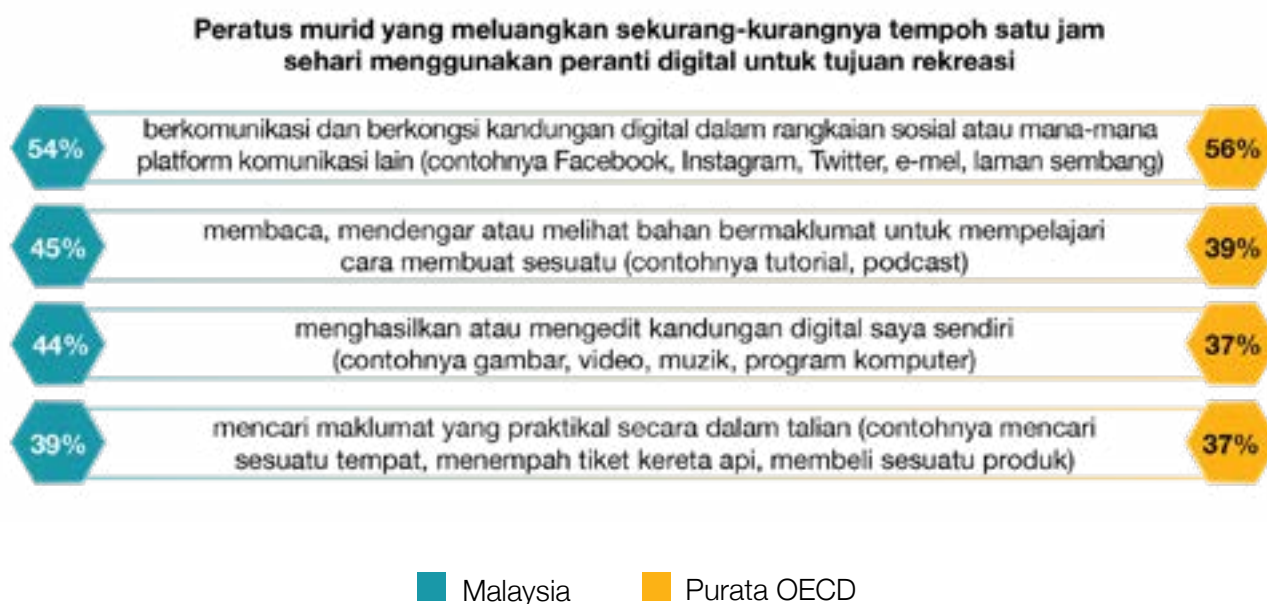 Peratus murid yang meluangkan sekurang-kurangnya tempoh satu jam
sehari menggunakan peranti digital untuk tujuan rekreasi
54%
berkomunikasi dan berkongsi kandungan digital dalam rangkaian sosial atau mana-mana
platform komunikasi lain (contohnya Facebook, Instagram, Twitter, e-mel, laman sembang)
56%
45%
membaca, mendengar atau melihat bahan bermaklumat untuk mempelajari
cara membuat sesuatu (contohnya tutorial, podcast)
39%
44%
menghasilkan atau mengedit kandungan digital saya sendiri
(contohnya gambar, video, muzik, program komputer)
37%
39%
mencari maklumat yang praktikal secara dalam talian (contohnya mencari
sesuatu tempat, menempah tiket kereta api, membeli sesuatu produk)
37%
Malaysia
Purata OECD